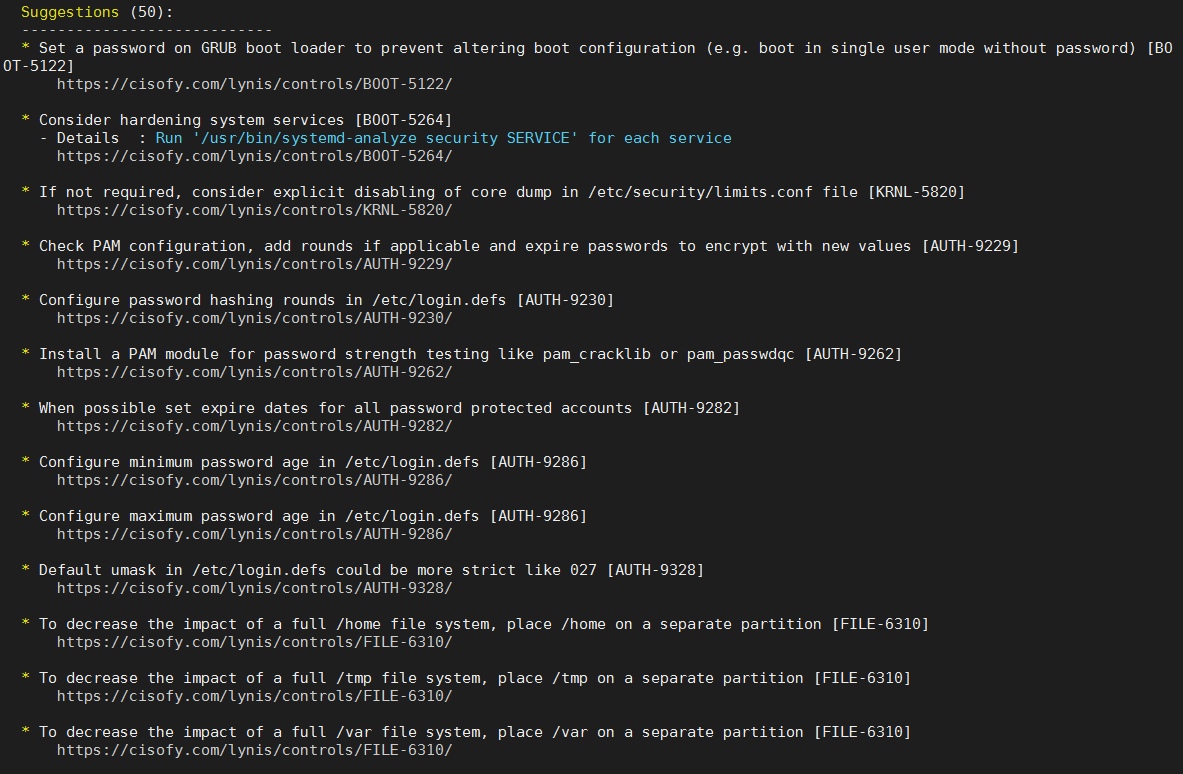 Suggestions (50):
----------------------------
* Set a password on GRUB boot loader to prevent altering boot configuration (e.g. boot in single user mode without password) [BO
OT-5122]
https://cisofy.com/lynis/controls/BOOT-5122/
* Consider hardening system services [BOOT-5264]
- Details  : Run '/usr/bin/systemd-analyze security SERVICE' for each service
https://cisofy.com/lynis/controls/BOOT-5264/
* If not required, consider explicit disabling of core dump in /etc/security/limits.conf file [KRNL-5820]
https://cisofy.com/lynis/controls/KRNL-5820/
* Check PAM configuration, add rounds if applicable and expire passwords to encrypt with new values [AUTH-9229]
https://cisofy.com/lynis/controls/AUTH-9229/
* Configure password hashing rounds in /etc/login.defs [AUTH-9230]
https://cisofy.com/lynis/controls/AUTH-9230/
* Install a PAM module for password strength testing like pam_cracklib or pam_passwdqc [AUTH-9262]
https://cisofy.com/lynis/controls/AUTH-9262/
* When possible set expire dates for all password protected accounts [AUTH-9282]
https://cisofy.com/lynis/controls/AUTH-9282/
* Configure minimum password age in /etc/login.defs [AUTH-9286]
https://cisofy.com/lynis/controls/AUTH-9286/
* Configure maximum password age in /etc/login.defs [AUTH-9286]
https://cisofy.com/lynis/controls/AUTH-9286/
* Default umask in /etc/login.defs could be more strict like 027 [AUTH-9328]
https://cisofy.com/lynis/controls/AUTH-9328/
* To decrease the impact of a full /home file system, place /home on a separate partition [FILE-6310]
https://cisofy.com/lynis/controls/FILE-6310/
* To decrease the impact of a full /tmp file system, place /tmp on a separate partition [FILE-6310]
https://cisofy.com/lynis/controls/FILE-6310/
* To decrease the impact of a full /var file system, place /var on a separate partition [FILE-6310]
https://cisofy.com/lynis/controls/FILE-6310/